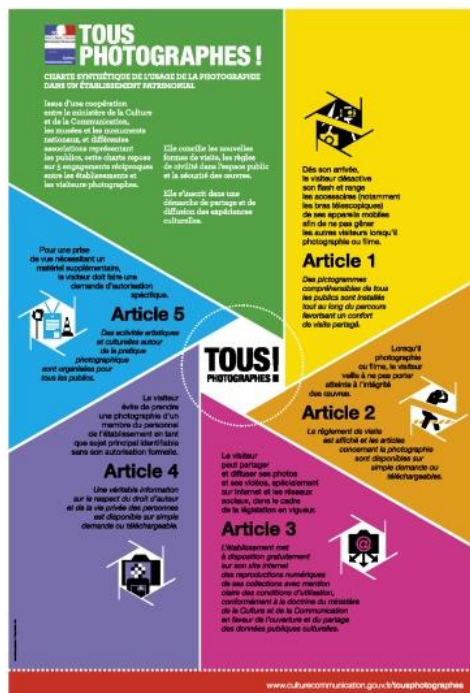 TOUS
PHOTOGRAPHES !
CHARTE SYNTHÉTIQUE DE L'USAGE DE LA PHOTOGRAPHIE
DANS UN ÉTABLISSEMENT PATRIMONIAL
Issue d'une coopération
entre le ministère de la Culture
et de la Communication,
les musées et les monuments
nationaux, et différentes
associations représentant
les publics, cette charte repose
sur 5 engagements réciproques
entre les établissements et
les visiteurs-photographes.
Elle concilie les nouvelles
formes de visite, les règles
de civilité dans l'espace public
et la sécurité des œuvres.
Elle s'inscrit dans une
démarche de partage et de
diffusion des expériences
culturelles.
Dès son arrivée,
le visiteur désactive
son flash et range
les accessoires (notamment
les bras télescopiques)
de ses appareils mobiles
afin de ne pas gêner
les autres visiteurs lorsqu'il
photographie ou filme.
Article 1
Des pictogrammes
compréhensibles de tous
les publics sont installés
tout au long du parcours
favorisant un confort
de visite partagé.
Lorsqu'il
photographie
ou filme, le visiteur
veille à ne pas porter
atteinte à l'intégrité
des œuvres.
Article 2
Le règlement de visite
est affiché et les articles
concernant la photographie
sont disponibles sur
simple demande ou
téléchargeables.
Le visiteur
peut partager
et diffuser ses photos
et ses vidéos, spécialement
sur Internet et les réseaux
sociaux, dans le cadre
de la législation en vigueur.
Article 3
L'établissement met
à disposition gratuitement
sur son site internet
des reproductions numériques
de ses collections avec mention
claire des conditions d'utilisation,
conformément à la doctrine du ministère
de la Culture et de la Communication
en faveur de l'ouverture et du partage
des données publiques culturelles.
Le visiteur
évite de prendre
une photographie d'un
membre du personnel
de l'établissement en tant
que sujet principal identifiable
sans son autorisation formelle.
Article 4
Une véritable information
sur le respect du droit d'auteur
et de la vie privée des personnes
est disponible sur simple
demande ou téléchargeable.
Pour une prise
de vue nécessitant un
matériel supplémentaire,
le visiteur doit faire une
demande d'autorisation
spécifique.
Article 5
Des activités artistiques
et culturelles autour
de la pratique
photographique
sont organisées pour
tous les publics.
TOUS!
PHOTOGRAPHES
@
www.culturecommunication.gouv.fr/tousphotographes